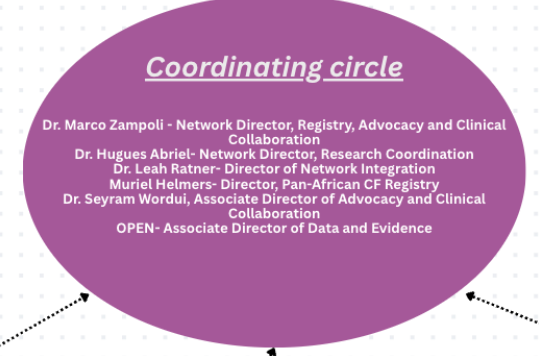 Coordinating circle
Dr. Marco Zampoli - Network Director, Registry, Advocacy and Clinical
Collaboration
Dr. Hugues Abriel- Network Director, Research Coordination
Dr. Leah Ratner- Director of Network Integration
Muriel Helmers- Director, Pan-African CF Registry
Dr. Seyram Wordui, Associate Director of Advocacy and Clinical
Collaboration
OPEN- Associate Director of Data and Evidence